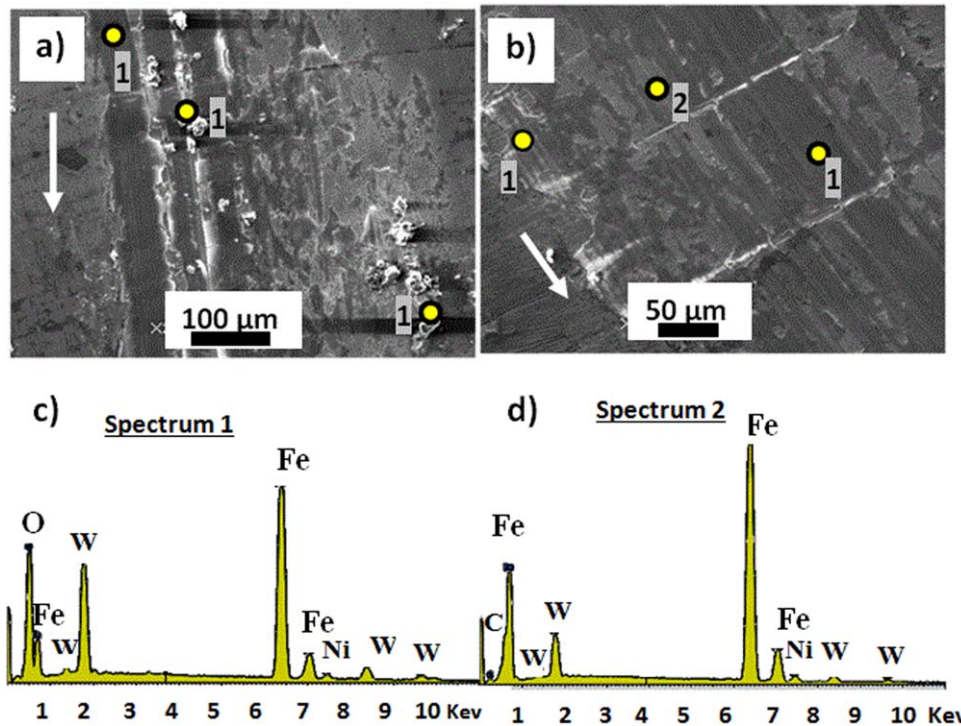 a)
1
1
1
100 µm
b)
2
1
1
50 µm
c)
Spectrum 1
O
Fe
W
W
Fe
Fe
Ni
W
W
1 2 3 4 5 6 7 8 9 10 Kev
d)
Spectrum 2
C
Fe
W
W
Fe
Fe
Ni
W
W
1 2 3 4 5 6 7 8 9 10 Kev